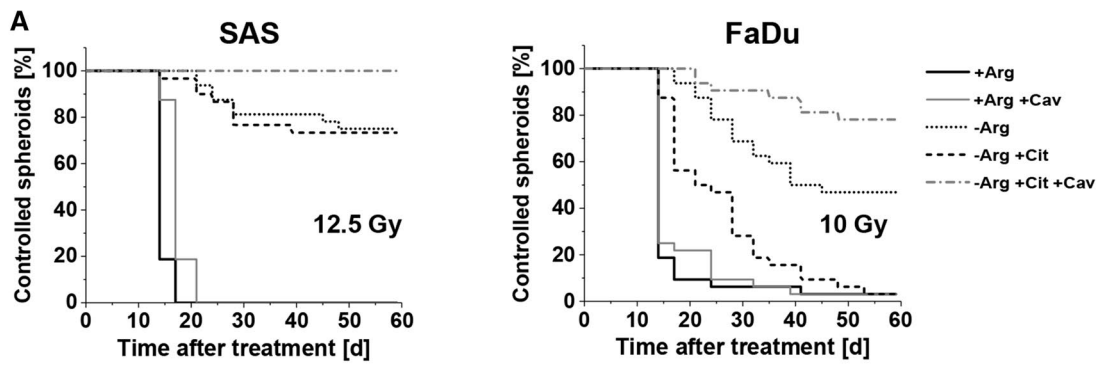 A
SAS
FaDu
Controlled spheroids [%]
100
80
60
40
20
0
12.5 Gy
0 10 20 30 40 50 60
Time after treatment [d]
Controlled spheroids [%]
100
80
60
40
20
0
10 Gy
0 10 20 30 40 50 60
Time after treatment [d]
+Arg
+Arg +Cav
-Arg
-Arg +Cit
-Arg +Cit +Cav